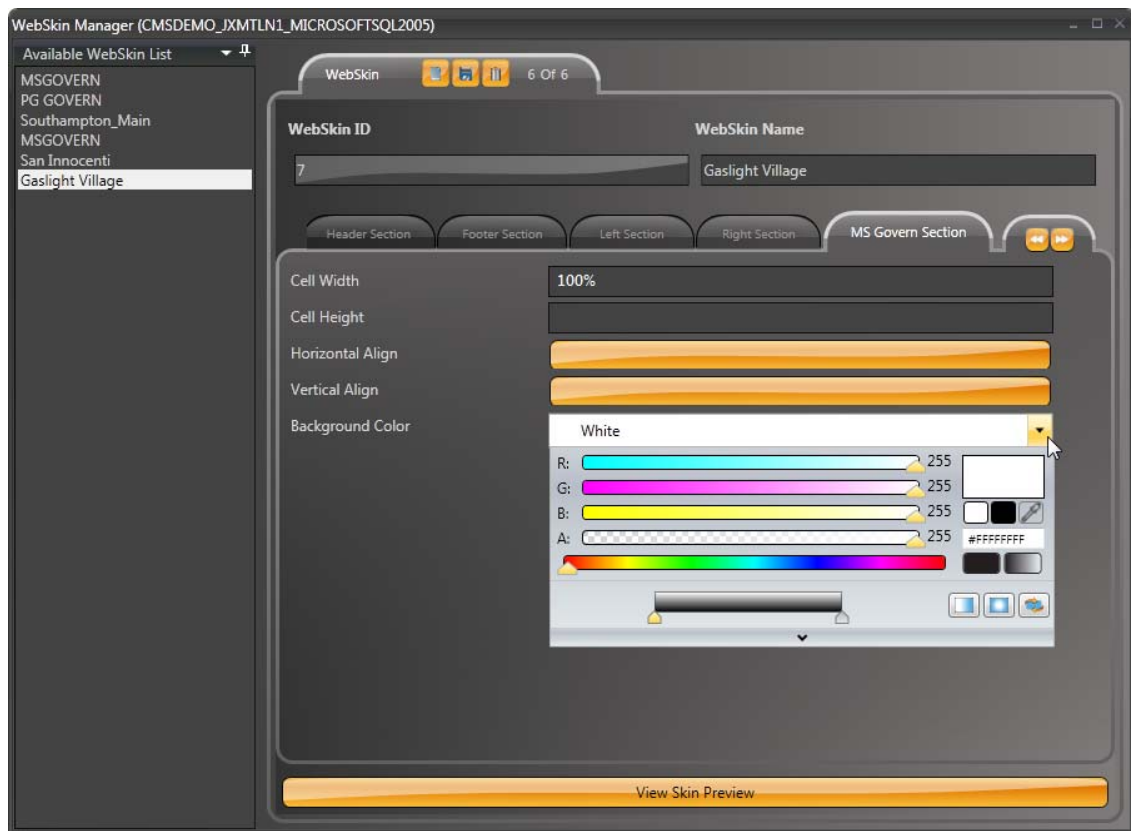 WebSkin Manager (CMSDEMO_JXMTLN1_MICROSOFTSQL2005)
Available WebSkin List
MSGOVERN
PG GOVERN
Southampton_Main
MSGOVERN
San Innocenti
Gaslight Village
WebSkin 6 Of 6
WebSkin ID WebSkin Name
7 Gaslight Village
Header Section Footer Section Left Section Right Section MS Govern Section
Cell Width 100%
Cell Height
Horizontal Align
Vertical Align
Background Color White
R: 255
G: 255
B: 255
A: 255 #FFFFFFFF
View Skin Preview